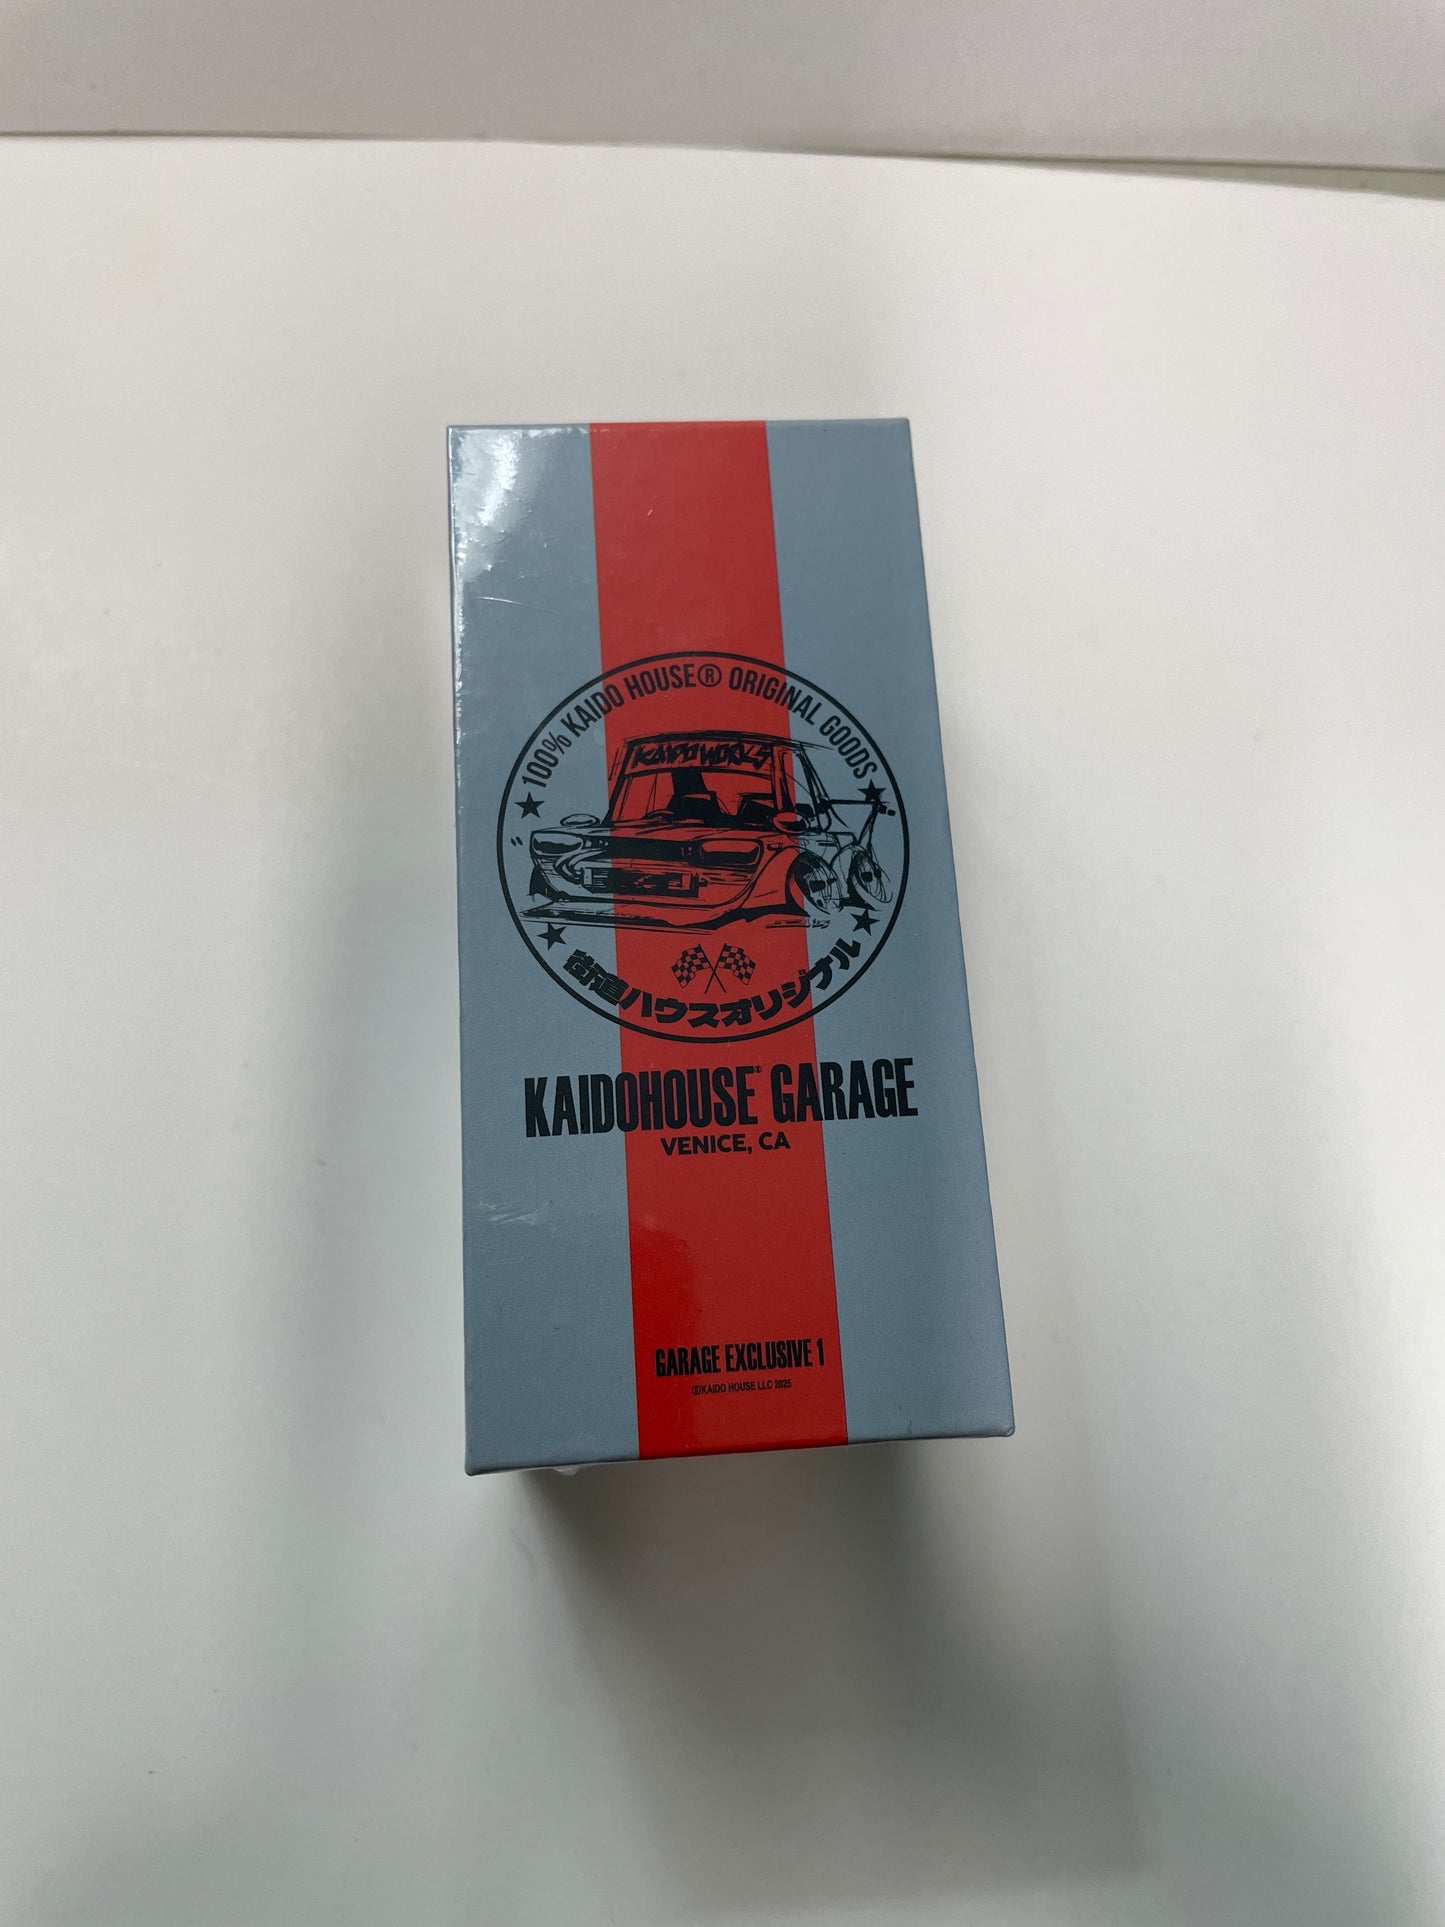 100% KAIDO HOUSE® ORIGINAL GOODS
KAIDO WORKS
街道ハウスオリジナル
KAIDOHOUSE® GARAGE
VENICE, CA
GARAGE EXCLUSIVE 1
©KAIDO HOUSE LLC 2025